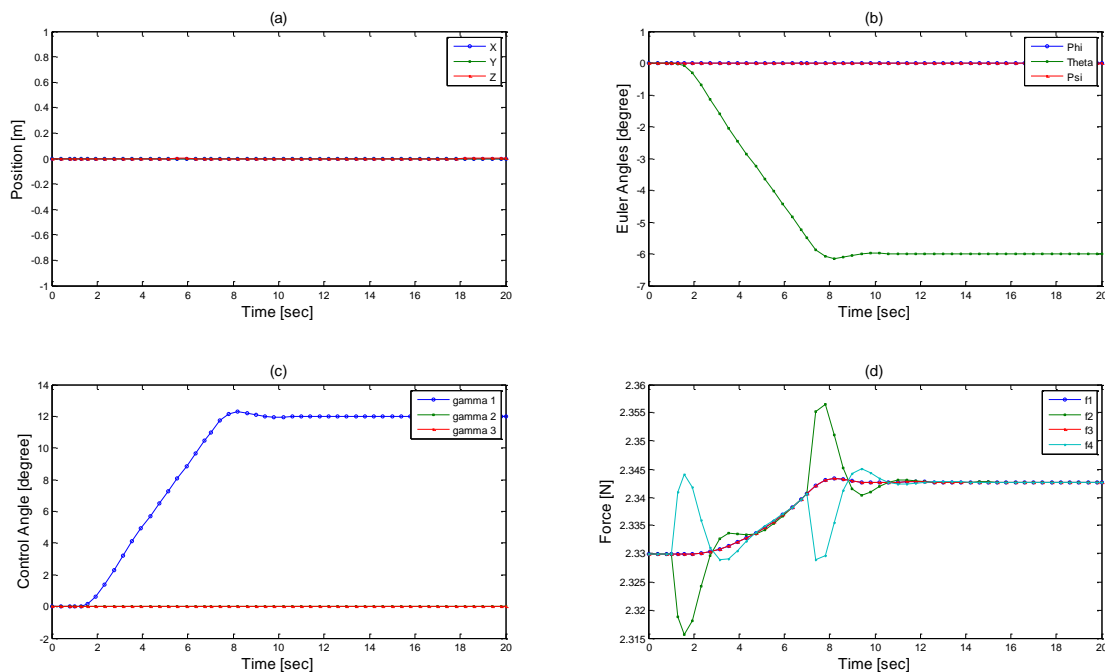 (a)
1
0.8
0.6
0.4
0.2
0
-0.2
-0.4
-0.6
-0.8
-1
Position [m]
X
Y
Z
0 2 4 6 8 10 12 14 16 18 20
Time [sec]
(b)
1
0
-1
-2
-3
-4
-5
-6
-7
Euler Angles [degree]
Phi
Theta
Psi
0 2 4 6 8 10 12 14 16 18 20
Time [sec]
(c)
14
12
10
8
6
4
2
0
-2
Control Angle [degree]
gamma 1
gamma 2
gamma 3
0 2 4 6 8 10 12 14 16 18 20
Time [sec]
(d)
2.36
2.355
2.35
2.345
2.34
2.335
2.33
2.325
2.32
2.315
Force [N]
f1
f2
f3
f4
0 2 4 6 8 10 12 14 16 18 20
Time [sec]